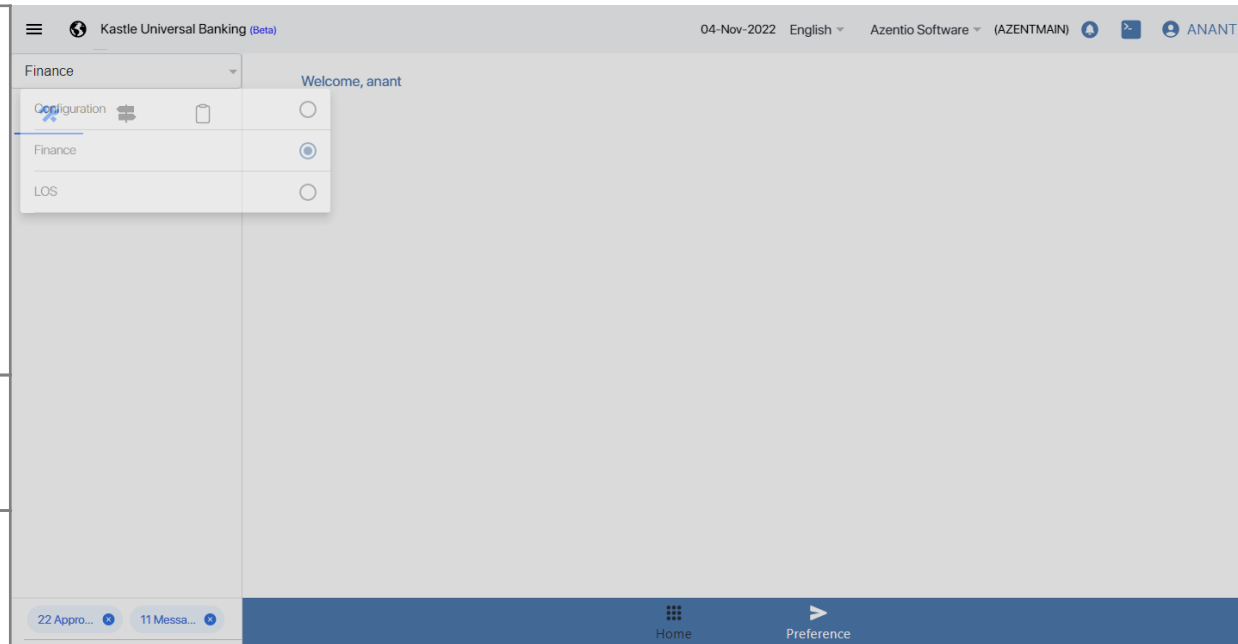 Kastle Universal Banking (Beta) 04-Nov-2022 English Azentio Software (AZENTMAIN) ANANT
Finance
Welcome, anant
Configuration
Finance
LOS
22 Appro... 11 Messa...
Home Preference